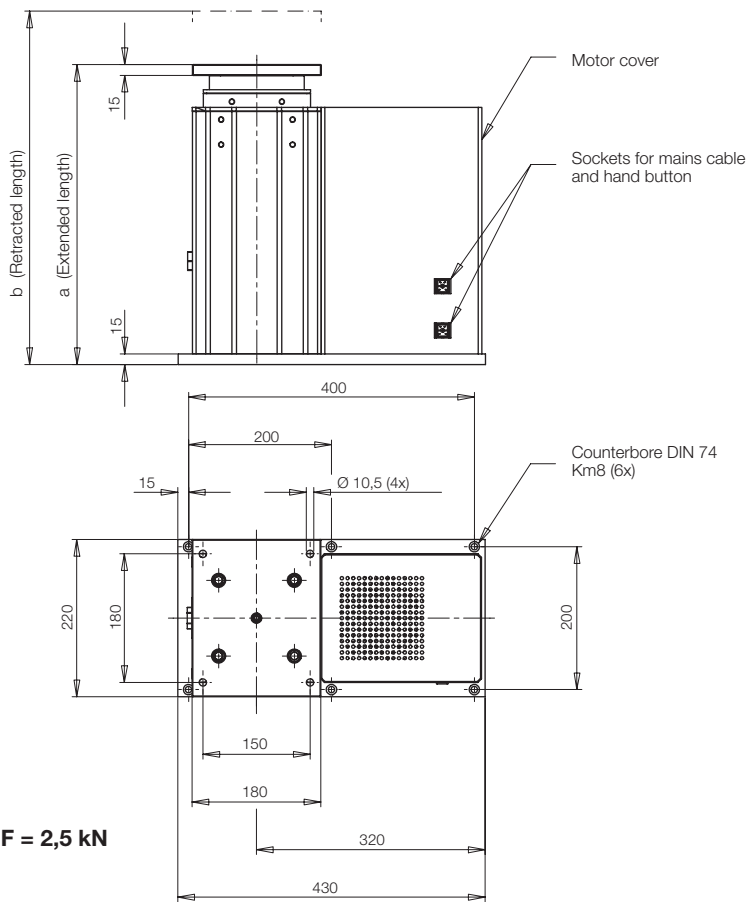 Motor cover
15
Sockets for mains cable
and hand button
b (Retracted length)
a (Extended length)
15
400
200
Counterbore DIN 74
Km8 (6x)
15
Ø 10,5 (4x)
220
180
200
150
180
F = 2,5 kN
320
430